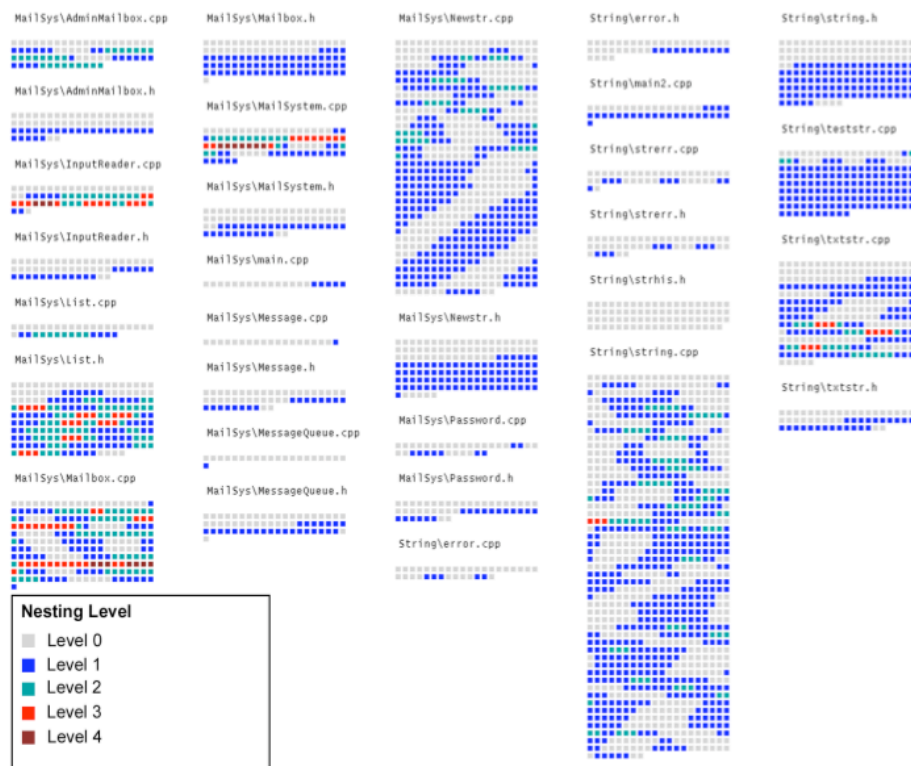 MailSys\AdminMailbox.cpp
MailSys\AdminMailbox.h
MailSys\InputReader.cpp
MailSys\InputReader.h
MailSys\List.cpp
MailSys\List.h
MailSys\Mailbox.cpp
MailSys\Mailbox.h
MailSys\MailSystem.cpp
MailSys\MailSystem.h
MailSys\main.cpp
MailSys\Message.cpp
MailSys\Message.h
MailSys\MessageQueue.cpp
MailSys\MessageQueue.h
MailSys\Newstr.cpp
MailSys\Newstr.h
MailSys\Password.cpp
MailSys\Password.h
String\error.cpp
String\error.h
String\main2.cpp
String\strerr.cpp
String\strerr.h
String\strhis.h
String\string.cpp
String\string.h
String\teststr.cpp
String\txtstr.cpp
String\txtstr.h
Nesting Level
Level 0
Level 1
Level 2
Level 3
Level 4